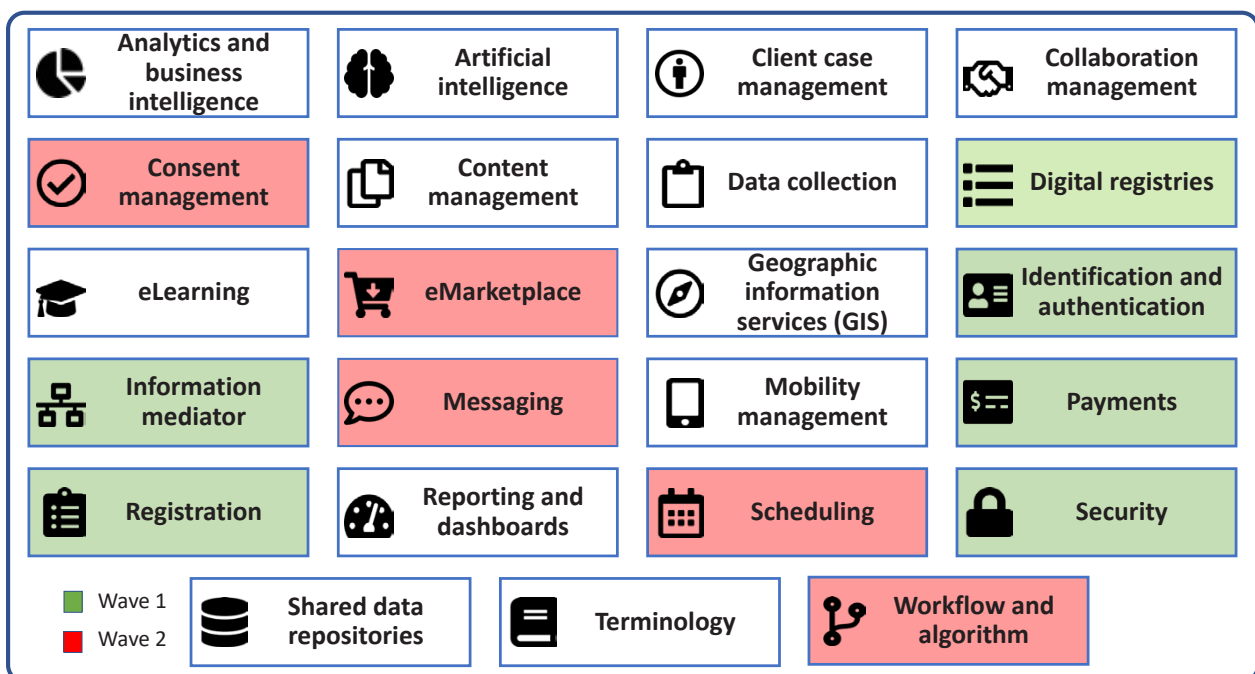 Analytics and
business
intelligence
Artificial
intelligence
Client case
management
Collaboration
management
Consent
management
Content
management
Data collection
Digital registries
eLearning
eMarketplace
Geographic
information
services (GIS)
Identification and
authentication
Information
mediator
Messaging
Mobility
management
$
Payments
Registration
Reporting and
dashboards
Scheduling
Security
Wave 1
Wave 2
Shared data
repositories
Terminology
Workflow and
algorithm